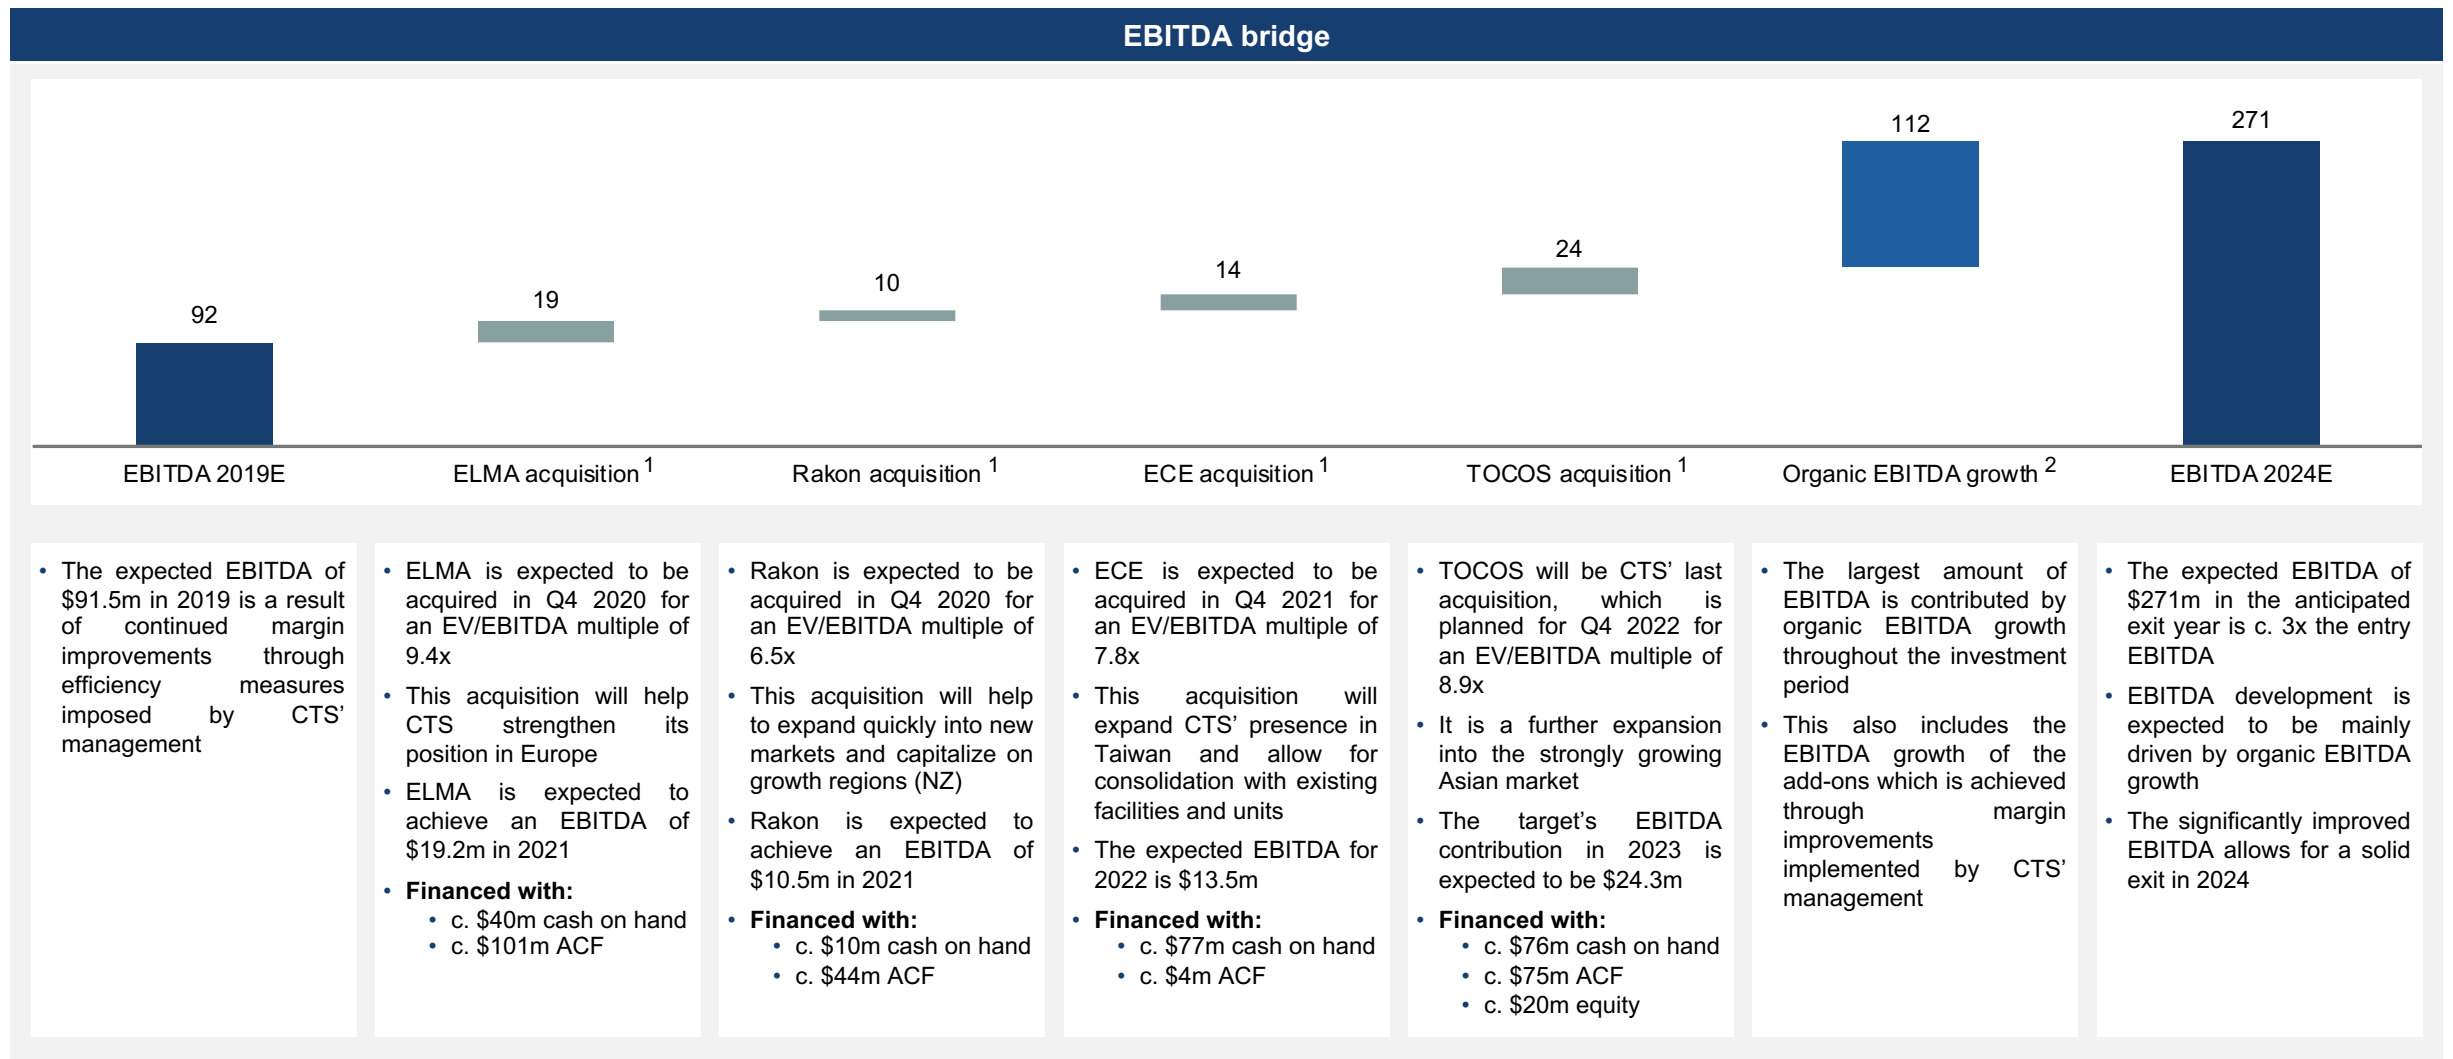 EBITDA bridge
92
19
10
14
24
112
271
EBITDA 2019E
ELMA acquisition 1
Rakon acquisition 1
ECE acquisition 1
TOCOS acquisition 1
Organic EBITDA growth 2
EBITDA 2024E
• The expected EBITDA of
$91.5m in 2019 is a result
of continued margin
improvements through
efficiency measures
imposed by CTS’
management
• ELMA is expected to be
acquired in Q4 2020 for
an EV/EBITDA multiple of
9.4x
• This acquisition will help
CTS strengthen its
position in Europe
• ELMA is expected to
achieve an EBITDA of
$19.2m in 2021
• Financed with:
• c. $40m cash on hand
• c. $101m ACF
• Rakon is expected to be
acquired in Q4 2020 for
an EV/EBITDA multiple of
6.5x
• This acquisition will help
to expand quickly into new
markets and capitalize on
growth regions (NZ)
• Rakon is expected to
achieve an EBITDA of
$10.5m in 2021
• Financed with:
• c. $10m cash on hand
• c. $44m ACF
• ECE is expected to be
acquired in Q4 2021 for
an EV/EBITDA multiple of
7.8x
• This acquisition will
expand CTS’ presence in
Taiwan and allow for
consolidation with existing
facilities and units
• The expected EBITDA for
2022 is $13.5m
• Financed with:
• c. $77m cash on hand
• c. $4m ACF
• TOCOS will be CTS’ last
acquisition, which is
planned for Q4 2022 for
an EV/EBITDA multiple of
8.9x
• It is a further expansion
into the strongly growing
Asian market
• The target’s EBITDA
contribution in 2023 is
expected to be $24.3m
• Financed with:
• c. $76m cash on hand
• c. $75m ACF
• c. $20m equity
• The largest amount of
EBITDA is contributed by
organic EBITDA growth
throughout the investment
period
• This also includes the
EBITDA growth of the
add-ons which is achieved
through margin
improvements
implemented by CTS’
management
• The expected EBITDA of
$271m in the anticipated
exit year is c. 3x the entry
EBITDA
• EBITDA development is
expected to be mainly
driven by organic EBITDA
growth
• The significantly improved
EBITDA allows for a solid
exit in 2024